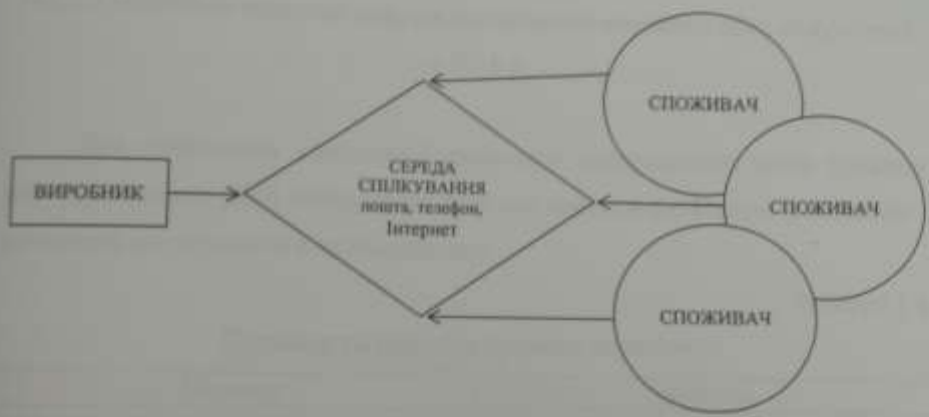 ВИРОБНИК
СЕРЕДА
СПІЛКУВАННЯ
пошта, телефон,
Інтернет
СПОЖИВАЧ
СПОЖИВАЧ
СПОЖИВАЧ